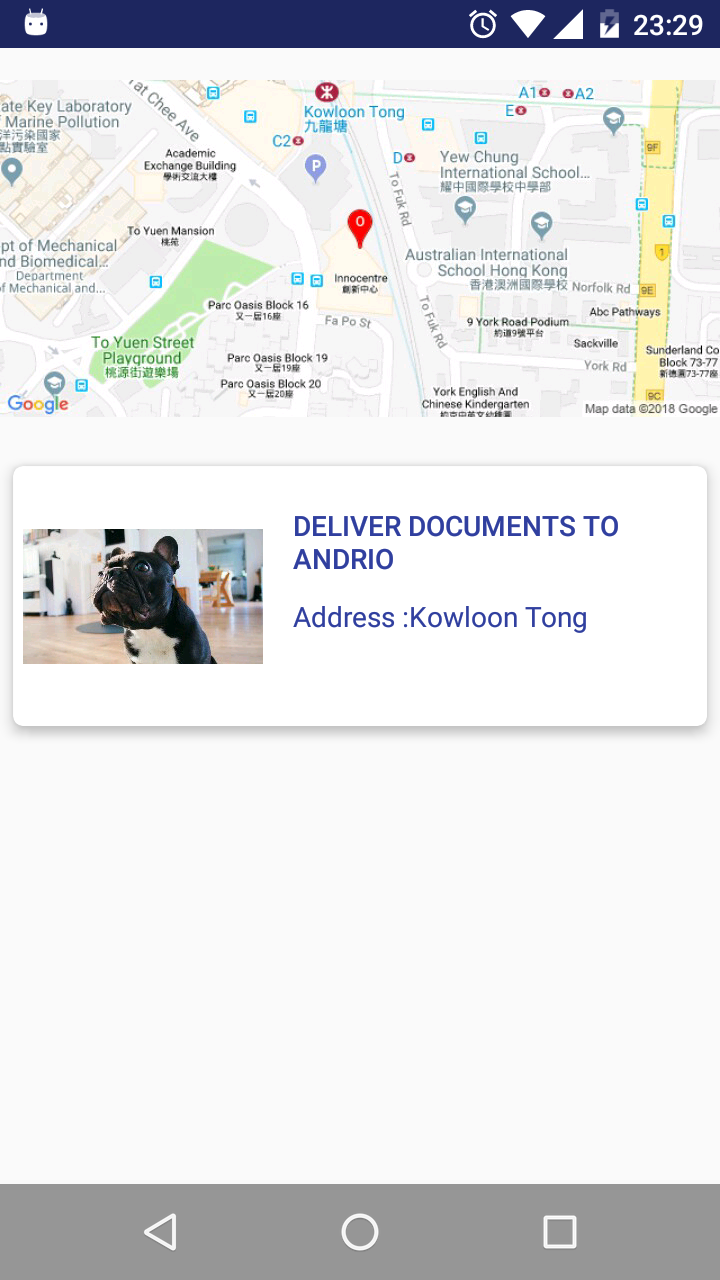 23:29
ate Key Laboratory
Marine Pollution
洋污染國家
點實驗室
Tat Chee Ave
Kowloon Tong
九龍塘
A1
A2
E
C2
D
P
Academic
Exchange Building
學術交流大樓
Yew Chung
International School...
耀中國際學校中學部
9F
To Fuk Rd
To Yuen Mansion
桃苑
O
pt of Mechanical
nd Biomedical...
Department
of Mechanical and...
Australian International
School Hong Kong
香港澳洲國際學校
1
Innocentre
創新中心
Norfolk Rd
9E
Parc Oasis Block 16
又一居16座
Fa Po St
To Fuk Rd
9 York Road Podium
約道9號平台
Abc Pathways
Sackville
To Yuen Street
Playground
桃源街遊樂場
Parc Oasis Block 19
又一居19座
Parc Oasis Block 20
又一居20座
York Rd
Sunderland Co
Block 73-77
新德園73-77座
York English And
Chinese Kindergarten
9C
Google
Map data ©2018 Google
DELIVER DOCUMENTS TO
ANDRIO
Address :Kowloon Tong